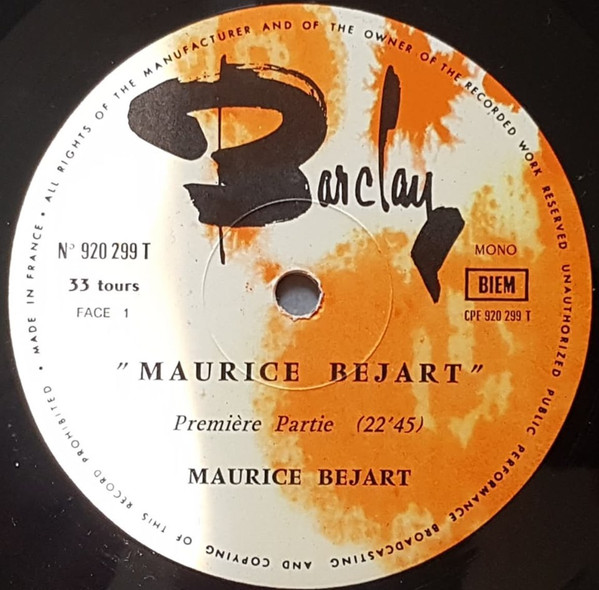 ALL RIGHTS OF THE MANUFACTURER AND OF THE OWNER OF THE RECORDED WORK RESERVED UNAUTHORIZED PUBLIC PERFORMANCE BROADCASTING AND COPYING OF THIS RECORD PROHIBITED • MADE IN FRANCE •
Barclay
N° 920 299 T
33 tours
FACE 1
MONO
BIEM
CPE 920 299 T
"MAURICE BEJART"
Première Partie (22'45)
MAURICE BEJART